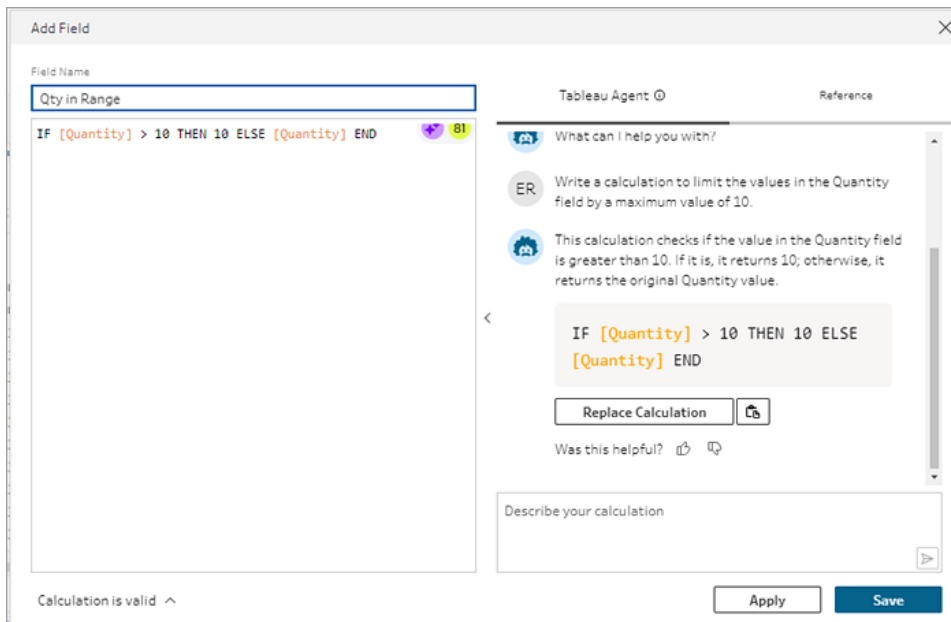 Add Field
Field Name
Qty in Range
IF [Quantity] > 10 THEN 10 ELSE [Quantity] END
81
Tableau Agent
Reference
What can I help you with?
ER
Write a calculation to limit the values in the Quantity
field by a maximum value of 10.
This calculation checks if the value in the Quantity field
is greater than 10. If it is, it returns 10; otherwise, it
returns the original Quantity value.
IF [Quantity] > 10 THEN 10 ELSE
[Quantity] END
Replace Calculation
Was this helpful?
Describe your calculation
Calculation is valid
Apply
Save